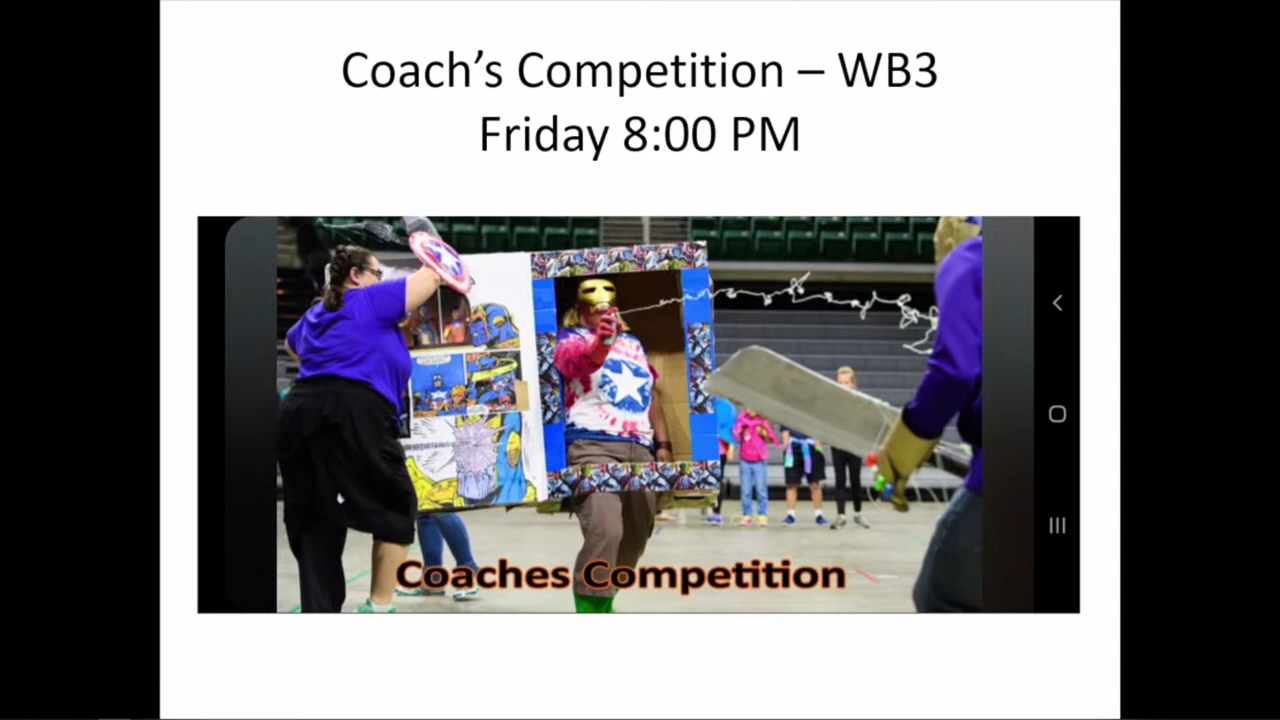 Coach’s Competition – WB3
Friday 8:00 PM
Coaches Competition